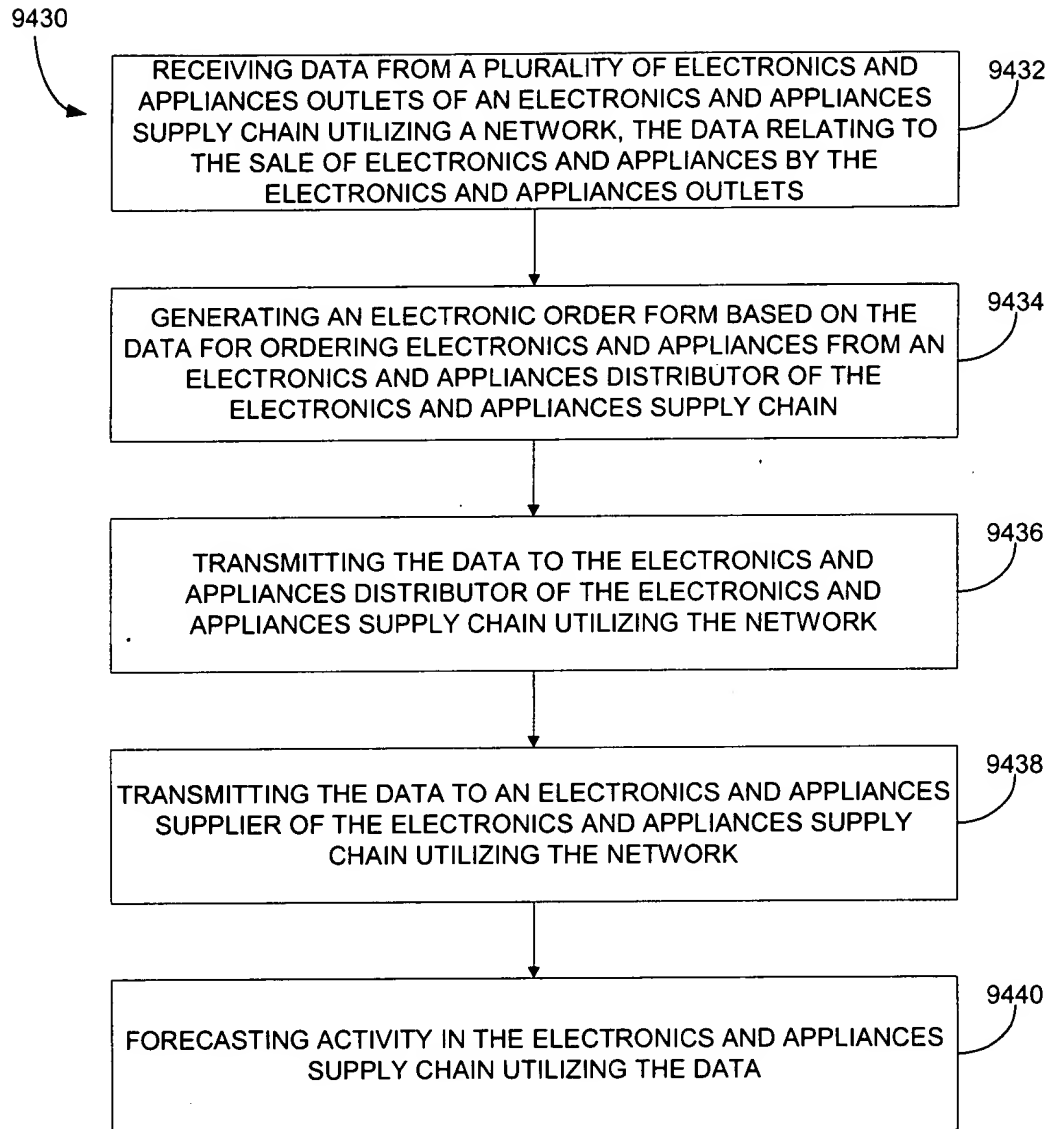 9430
RECEIVING DATA FROM A PLURALITY OF ELECTRONICS AND
APPLIANCES OUTLETS OF AN ELECTRONICS AND APPLIANCES
SUPPLY CHAIN UTILIZING A NETWORK, THE DATA RELATING TO
THE SALE OF ELECTRONICS AND APPLIANCES BY THE
ELECTRONICS AND APPLIANCES OUTLETS
9432
GENERATING AN ELECTRONIC ORDER FORM BASED ON THE
DATA FOR ORDERING ELECTRONICS AND APPLIANCES FROM AN
ELECTRONICS AND APPLIANCES DISTRIBUTOR OF THE
ELECTRONICS AND APPLIANCES SUPPLY CHAIN
9434
TRANSMITTING THE DATA TO THE ELECTRONICS AND
APPLIANCES DISTRIBUTOR OF THE ELECTRONICS AND
APPLIANCES SUPPLY CHAIN UTILIZING THE NETWORK
9436
TRANSMITTING THE DATA TO AN ELECTRONICS AND APPLIANCES
SUPPLIER OF THE ELECTRONICS AND APPLIANCES SUPPLY
CHAIN UTILIZING THE NETWORK
9438
FORECASTING ACTIVITY IN THE ELECTRONICS AND APPLIANCES
SUPPLY CHAIN UTILIZING THE DATA
9440